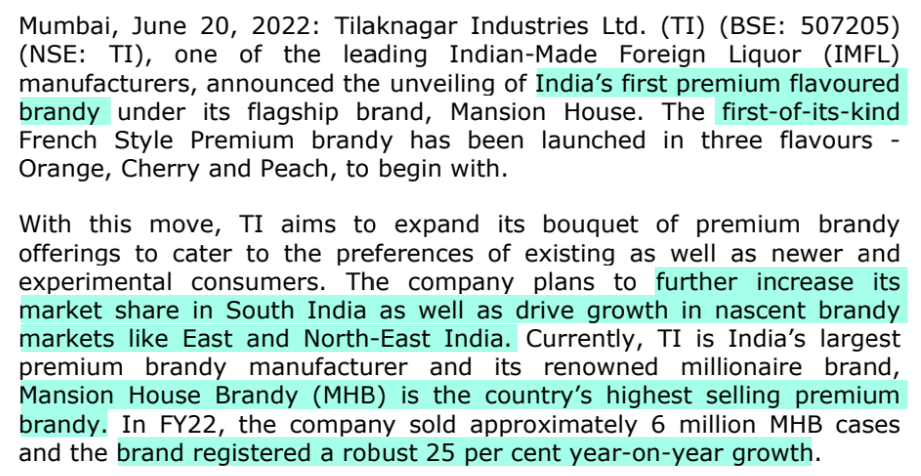 Mumbai, June 20, 2022: Tilaknagar Industries Ltd. (TI) (BSE: 507205)
(NSE: TI), one of the leading Indian-Made Foreign Liquor (IMFL)
manufacturers, announced the unveiling of India's first premium flavoured
brandy under its flagship brand, Mansion House. The first-of-its-kind
French Style Premium brandy has been launched in three flavours -
Orange, Cherry and Peach, to begin with.
With this move, TI aims to expand its bouquet of premium brandy
offerings to cater to the preferences of existing as well as newer and
experimental consumers. The company plans to further increase its
market share in South India as well as drive growth in nascent brandy
markets like East and North-East India. Currently, TI is India's largest
premium brandy manufacturer and its renowned millionaire brand,
Mansion House Brandy (MHB) is the country's highest selling premium
brandy. In FY22, the company sold approximately 6 million MHB cases
and the brand registered a robust 25 per cent year-on-year growth.